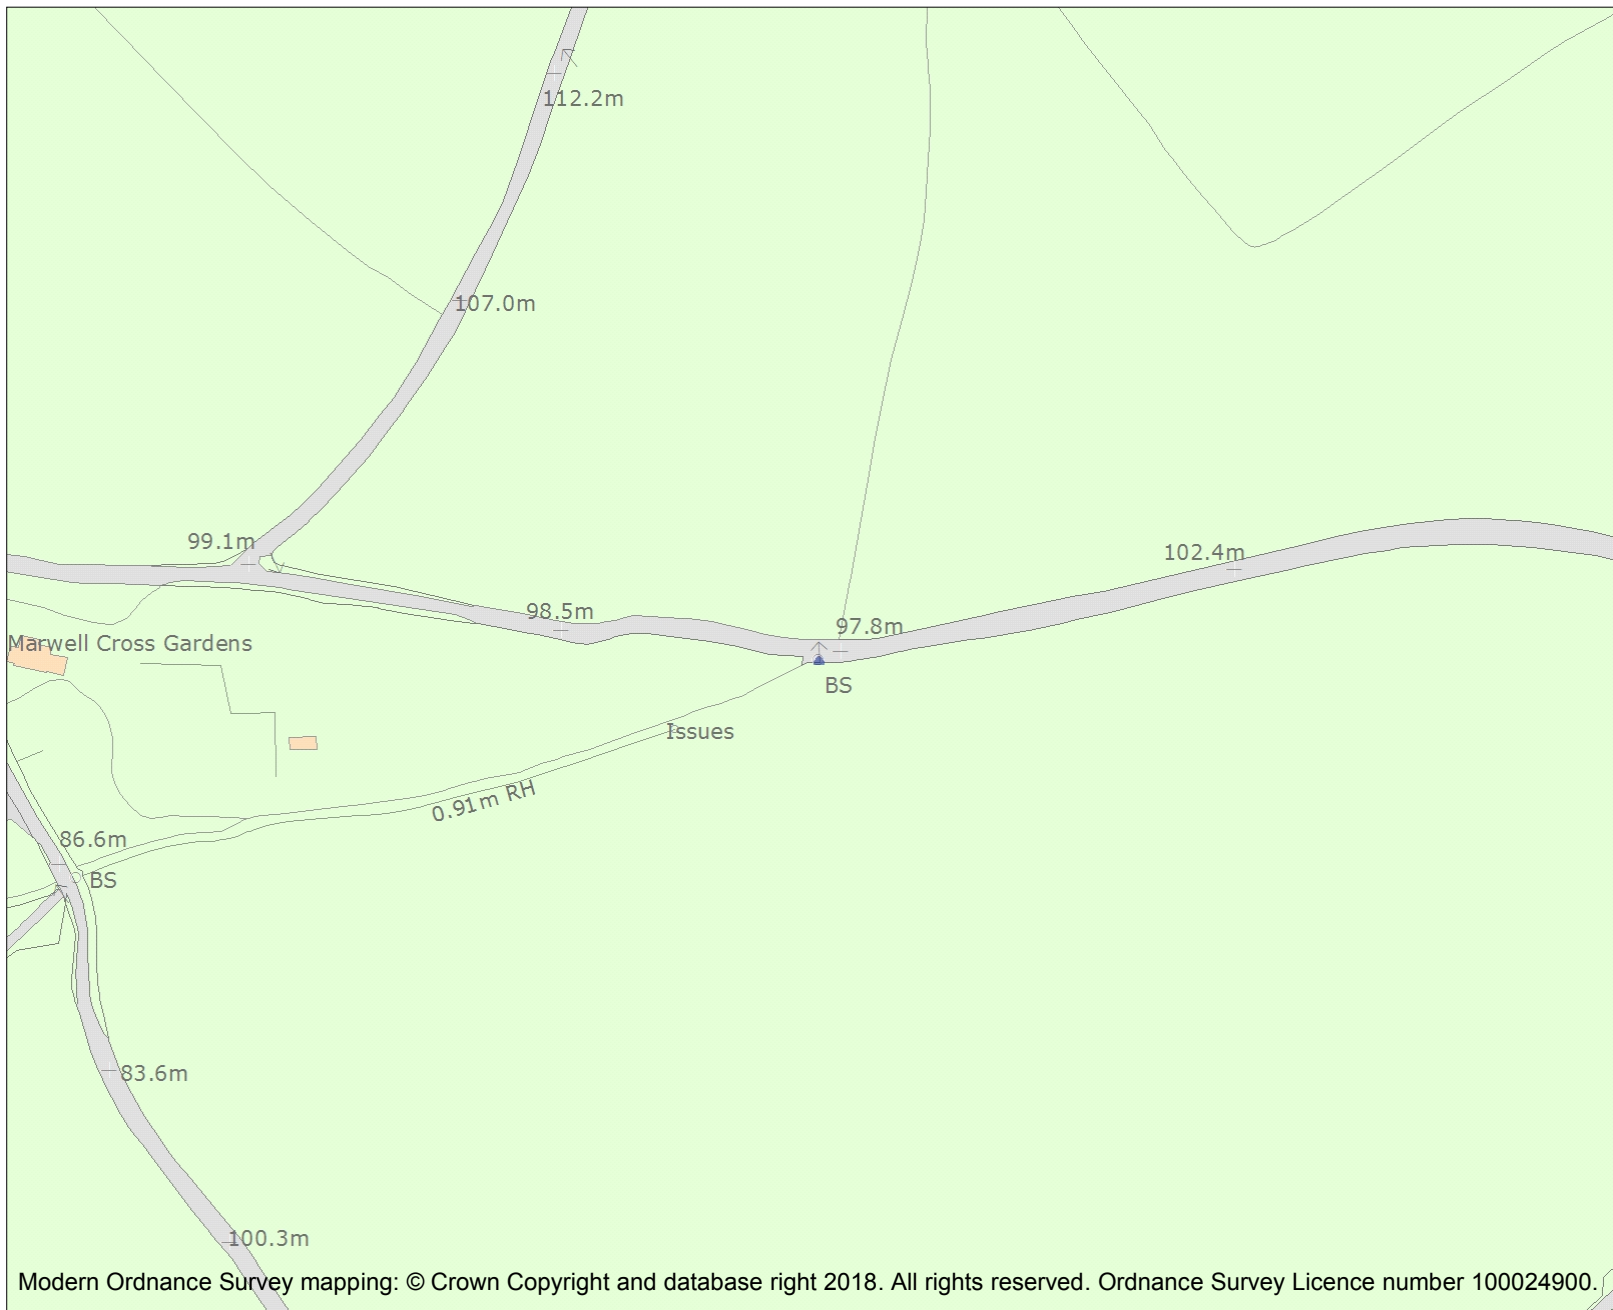 112.2m
107.0m
99.1m
102.4m
98.5m
97.8m
Marwell Cross Gardens
BS
Issues
0.91m RH
86.6m
BS
83.6m
100.3m
Modern Ordnance Survey mapping: © Crown Copyright and database right 2018. All rights reserved. Ordnance Survey Licence number 100024900.